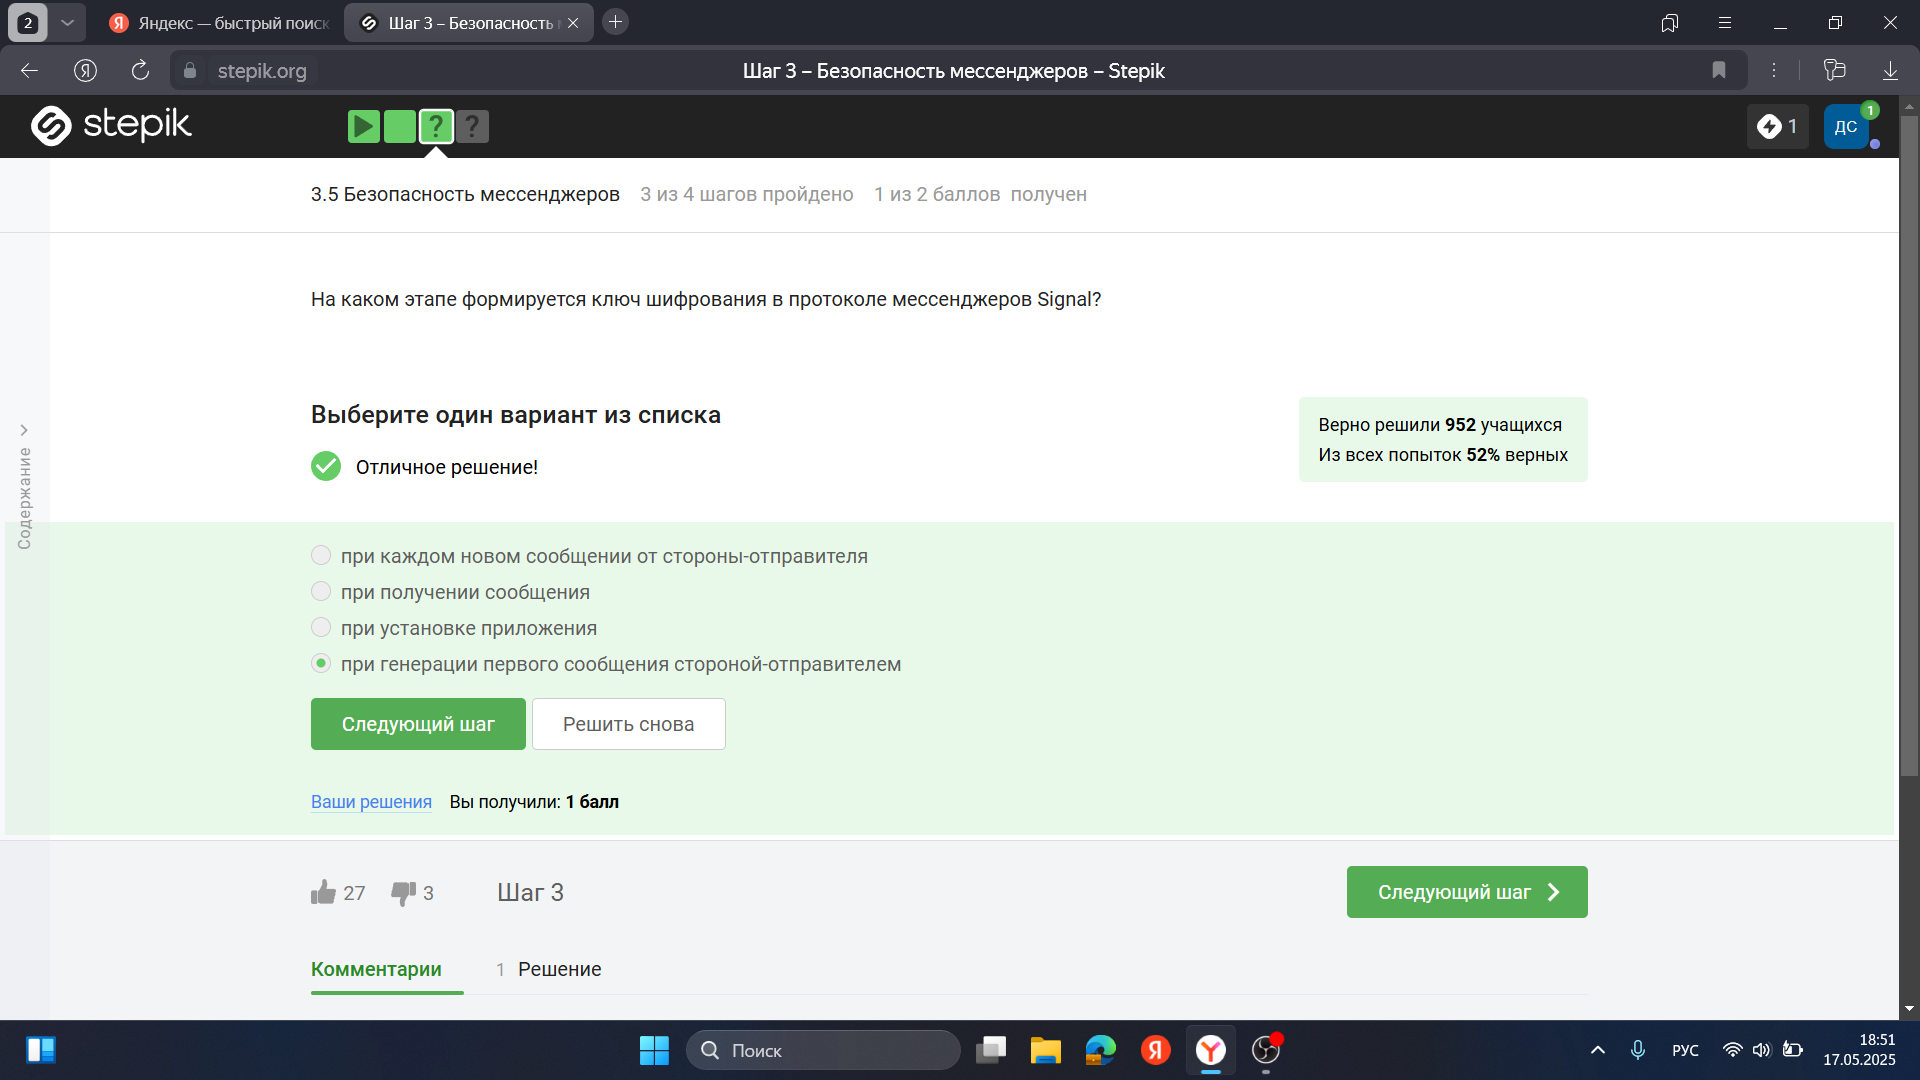 2
Яндекс — быстрый поиск
Шаг 3 – Безопасность
stepik.org
Шаг 3 – Безопасность мессенджеров – Stepik
stepik
?
?
1
ДС
1
3.5 Безопасность мессенджеров 3 из 4 шагов пройдено 1 из 2 баллов получен
Содержание
На каком этапе формируется ключ шифрования в протоколе мессенджеров Signal?
Выберите один вариант из списка
Отличное решение!
Верно решили 952 учащихся
Из всех попыток 52% верных
при каждом новом сообщении от стороны-отправителя
при получении сообщения
при установке приложения
при генерации первого сообщения стороной-отправителем
Следующий шаг
Решить снова
Ваши решения Вы получили: 1 балл
27
3
Шаг 3
Следующий шаг
Комментарии
1 Решение
Поиск
РУС
18:51
17.05.2025